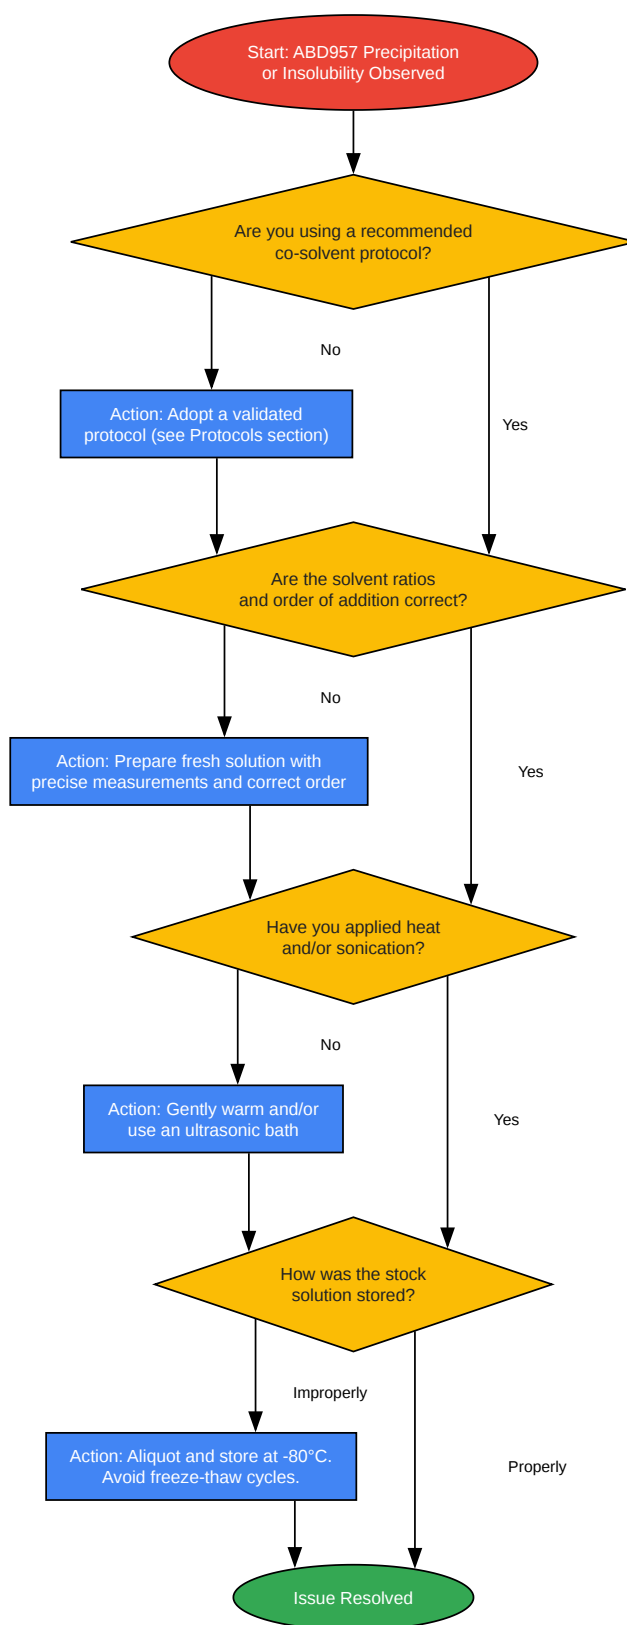 Start: ABD957 Precipitation
or Insolubility Observed
Are you using a recommended
co-solvent protocol?
No
Action: Adopt a validated
protocol (see Protocols section)
Yes
Are the solvent ratios
and order of addition correct?
No
Action: Prepare fresh solution with
precise measurements and correct order
Yes
Have you applied heat
and/or sonication?
No
Action: Gently warm and/or
use an ultrasonic bath
Yes
How was the stock
solution stored?
Improperly
Action: Aliquot and store at -80°C.
Avoid freeze-thaw cycles.
Properly
Issue Resolved